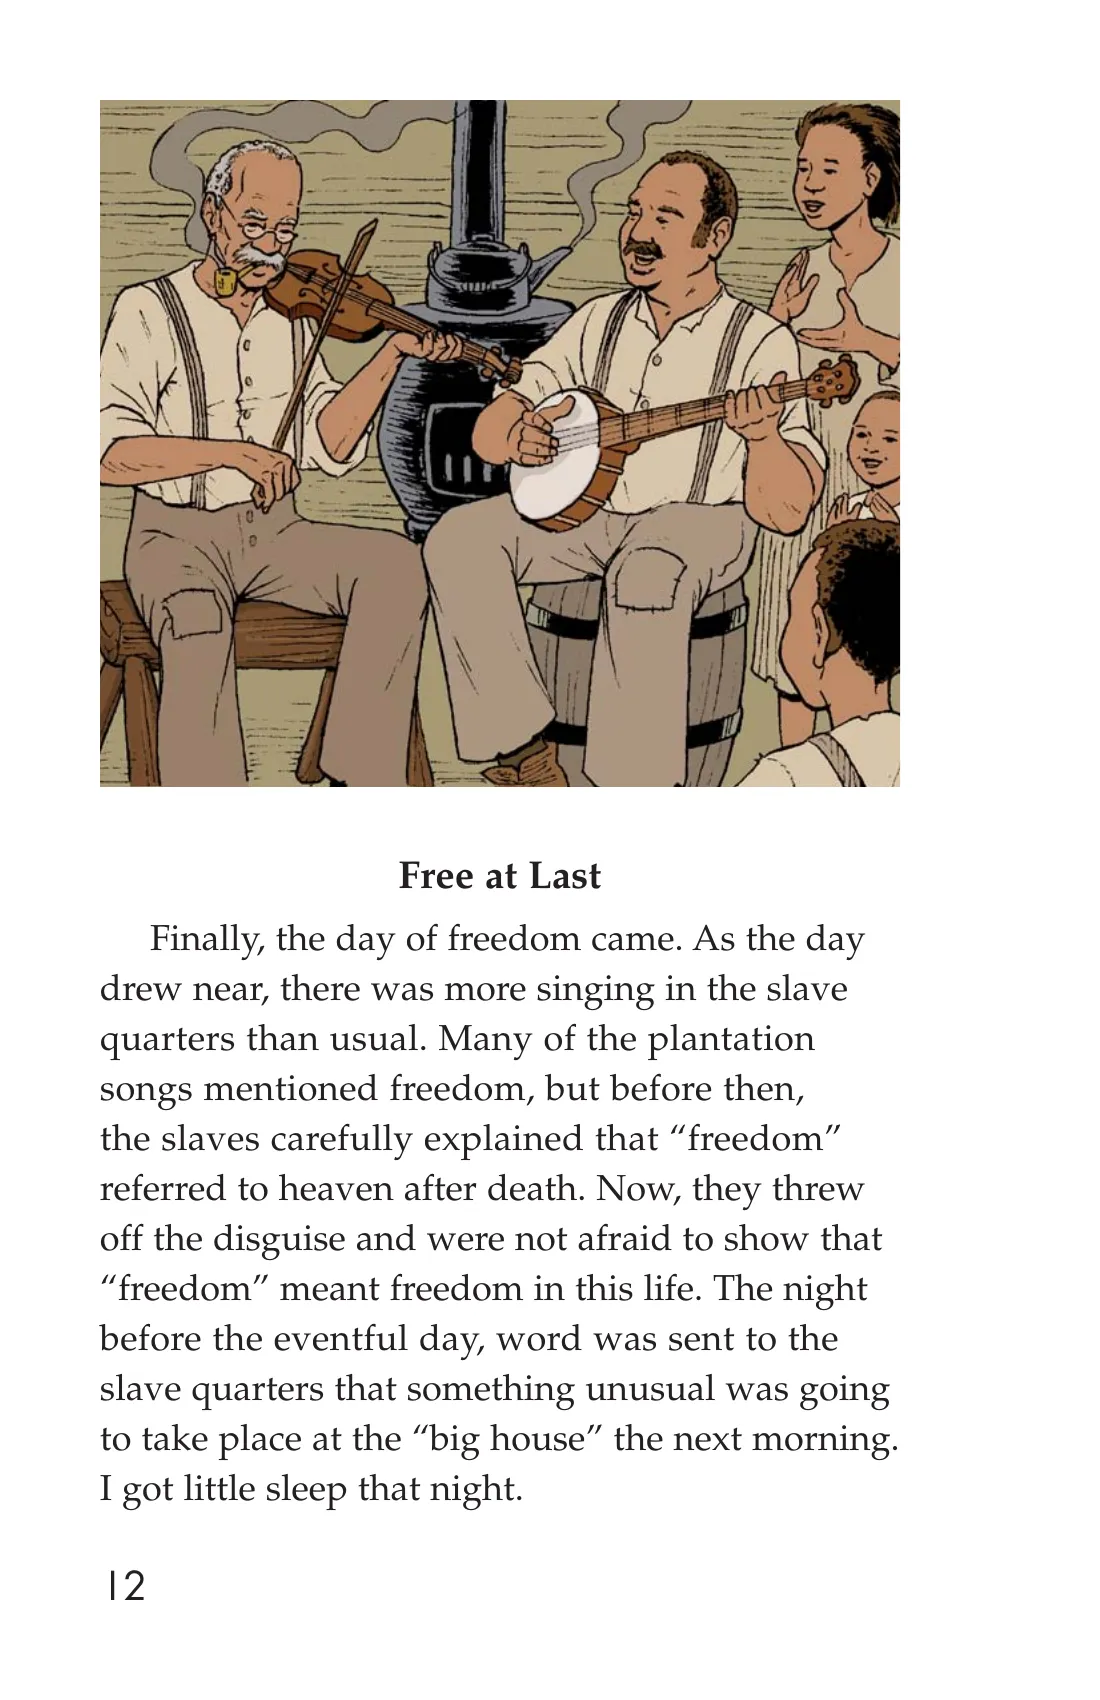 Free at Last
Finally, the day of freedom came. As the day
drew near, there was more singing in the slave
quarters than usual. Many of the plantation
songs mentioned freedom, but before then,
the slaves carefully explained that “freedom”
referred to heaven after death. Now, they threw
off the disguise and were not afraid to show that
“freedom” meant freedom in this life. The night
before the eventful day, word was sent to the
slave quarters that something unusual was going
to take place at the “big house” the next morning.
I got little sleep that night.
12